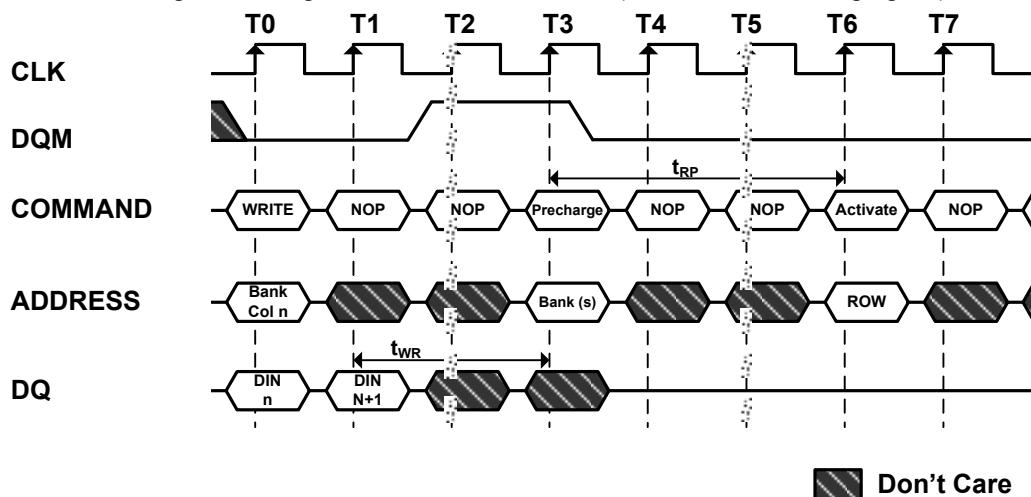 T0 T1 T2 T3 T4 T5 T6 T7
CLK
DQM
tRP
COMMAND WRITE NOP NOP Precharge NOP NOP Activate NOP
ADDRESS Bank Col n Bank (s) ROW
tWR
DQ DIN n DIN N+1
Don't Care